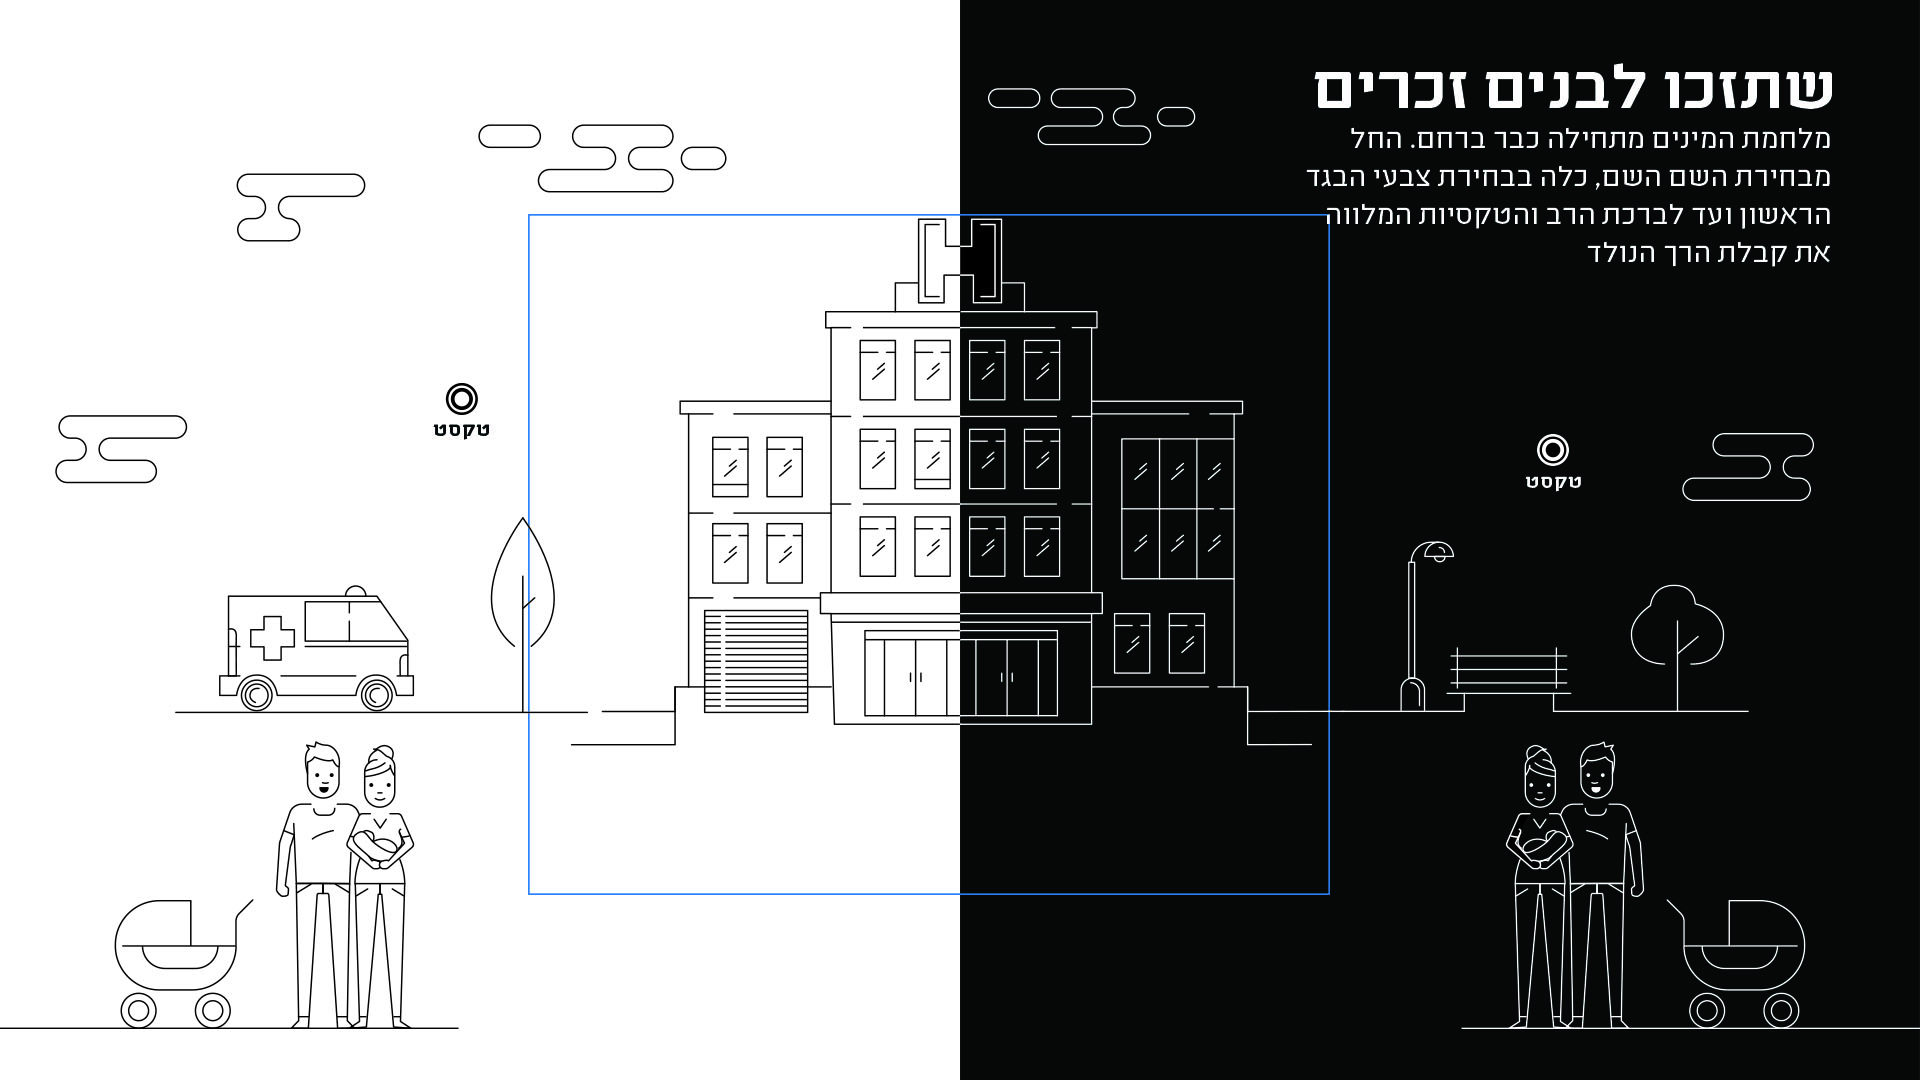 שתזכו לבנים זכרים
מלחמת המינים מתחילה כבר ברחם. החל
מבחירת השם השם, כלה בבחירת צבעי הבגד
הראשון ועד לברכת הרב והטקסיות המלווה
את קבלת הרך הנולד
טקסט
טקסט